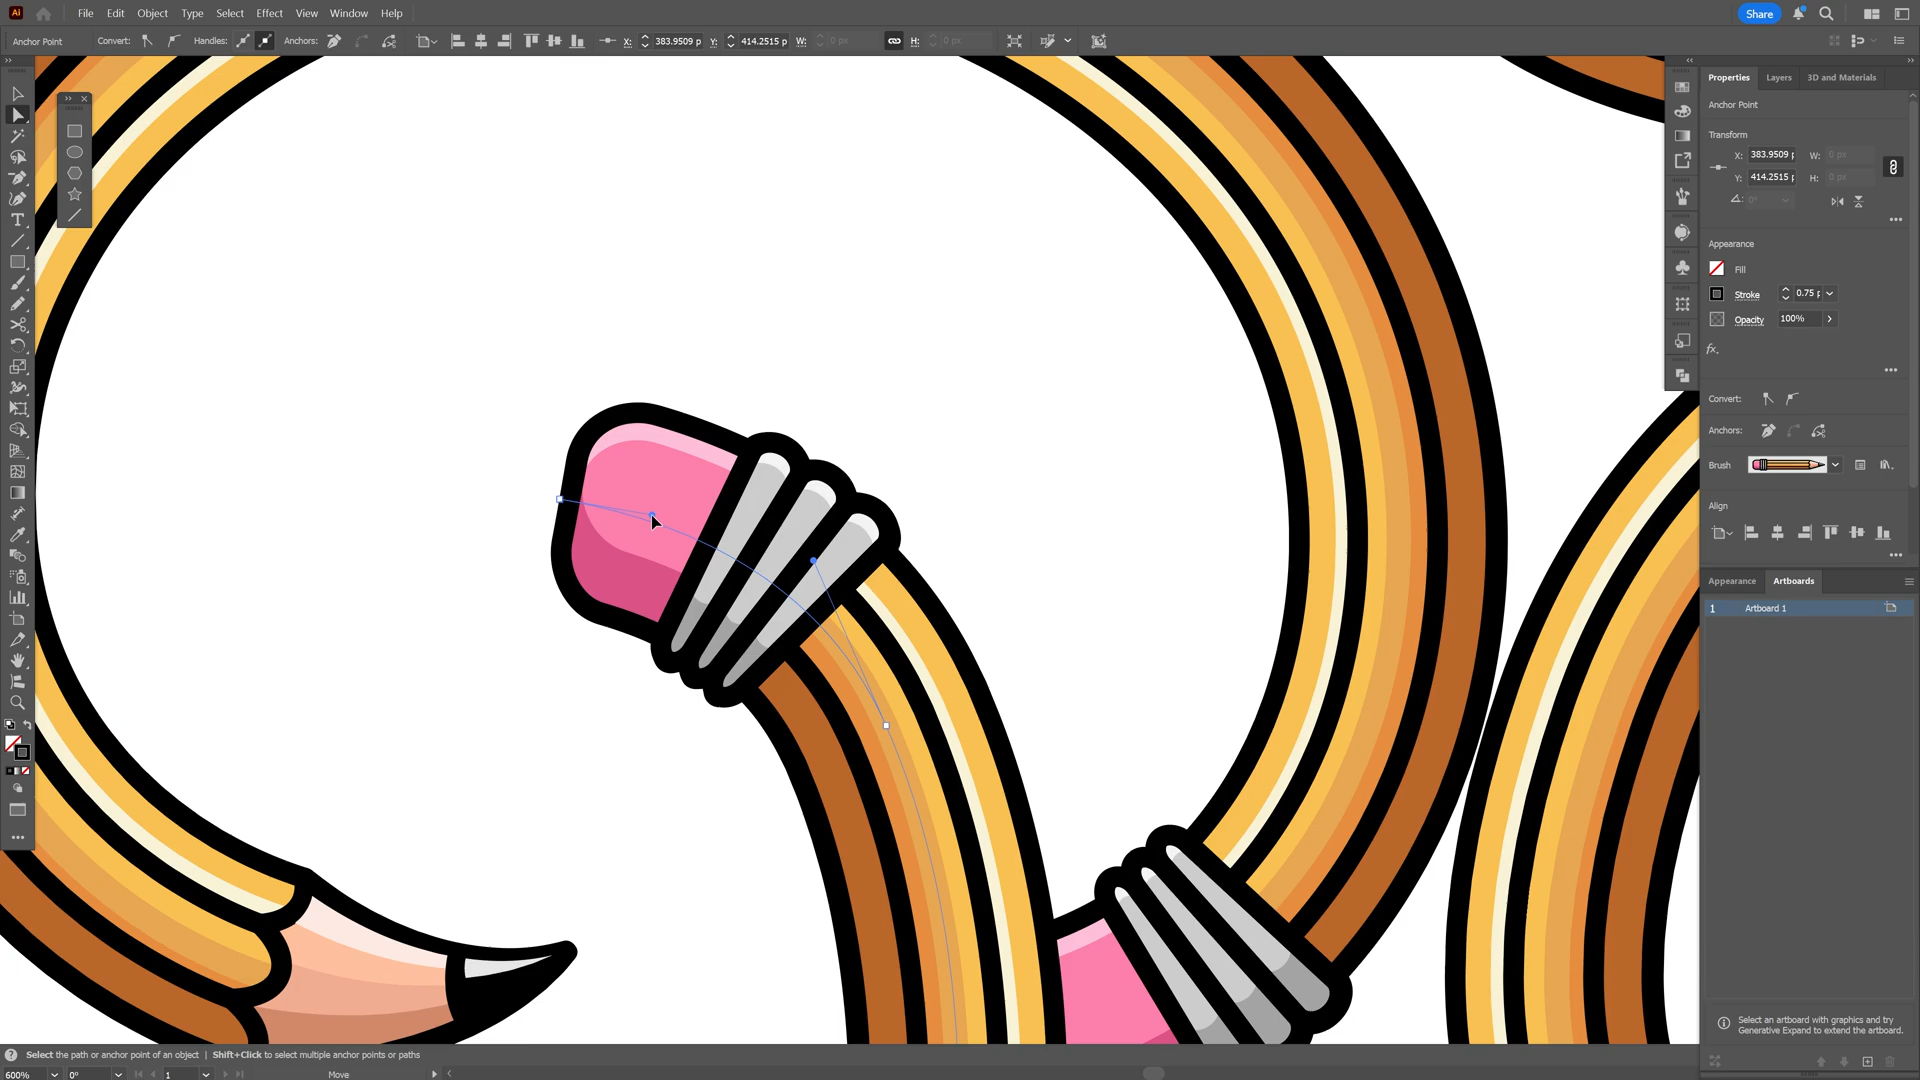 Ai File Edit Object Type Select Effect View Window Help Share
Anchor Point Convert: Handles: Anchors: X: 383.9509 p Y: 414.2515 p W: 0 px H: 0 px
Properties Layers 3D and Materials
Anchor Point
Transform
X: 383.9509 p W: 0 px
Y: 414.2515 p H: 0 px
0°
Appearance
Fill
Stroke 0.75 p
Opacity 100%
fx.
Convert:
Anchors:
Brush
Align
Appearance Artboards
1 Artboard 1
Select an artboard with graphics and try
Generative Expand to extend the artboard.
Select the path or anchor point of an object | Shift+Click to select multiple anchor points or paths
600% 0° 1 Move